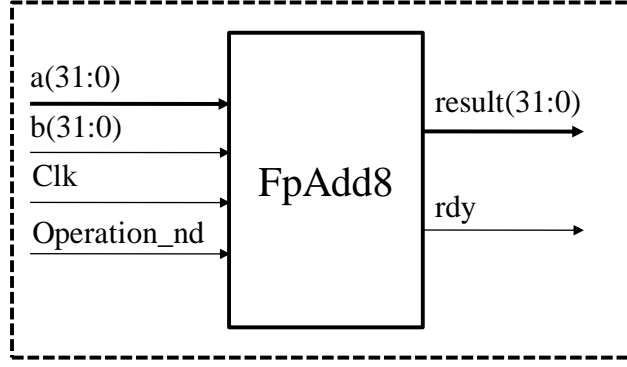 a(31:0)
b(31:0)
Clk
Operation_nd
FpAdd8
result(31:0)
rdy